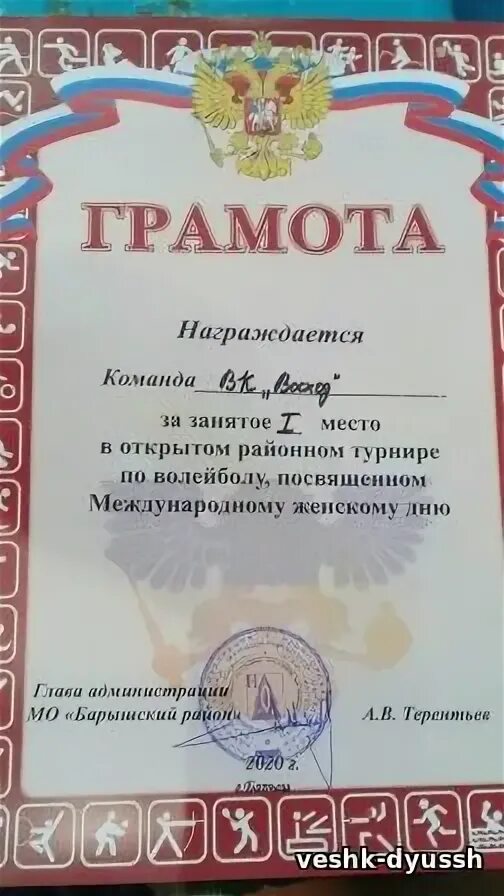 ГРАМОТА
Награждается
Команда ВК "Восход"
за занятое I место
в открытом районном турнире
по волейболу, посвященном
Международному женскому дню
Глава администрации
МО «Барышский район»
А.В. Терентьев
2020 г.
veshk-dyussh